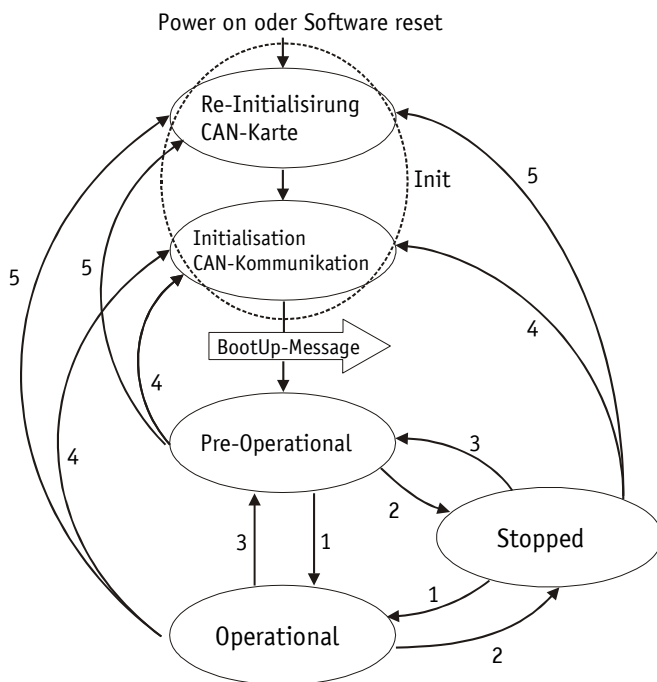 Power on oder Software reset
Re-Initialisirung
CAN-Karte
Init
5
Initialisation
CAN-Kommunikation
5
5
4
BootUp-Message
4
4
Pre-Operational
3
2
3
1
Stopped
1
Operational
2